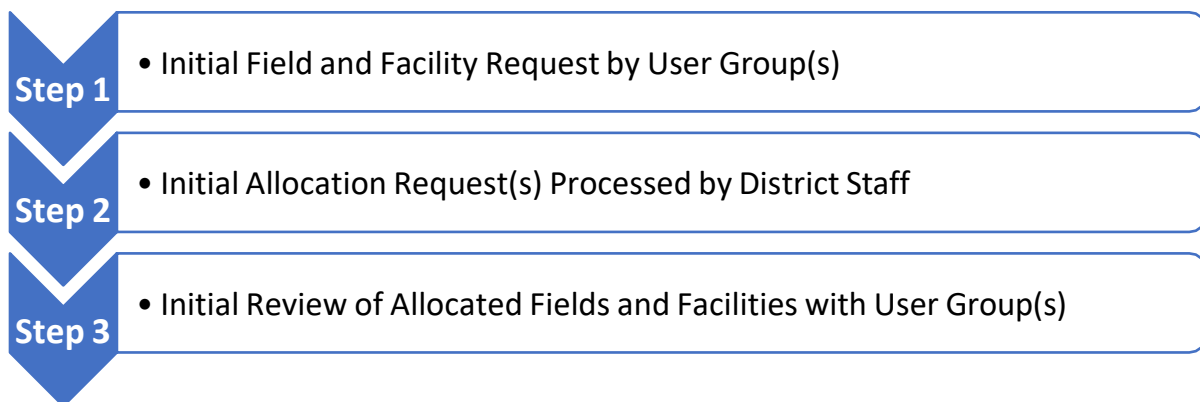 Step 1
• Initial Field and Facility Request by User Group(s)
Step 2
• Initial Allocation Request(s) Processed by District Staff
Step 3
• Initial Review of Allocated Fields and Facilities with User Group(s)